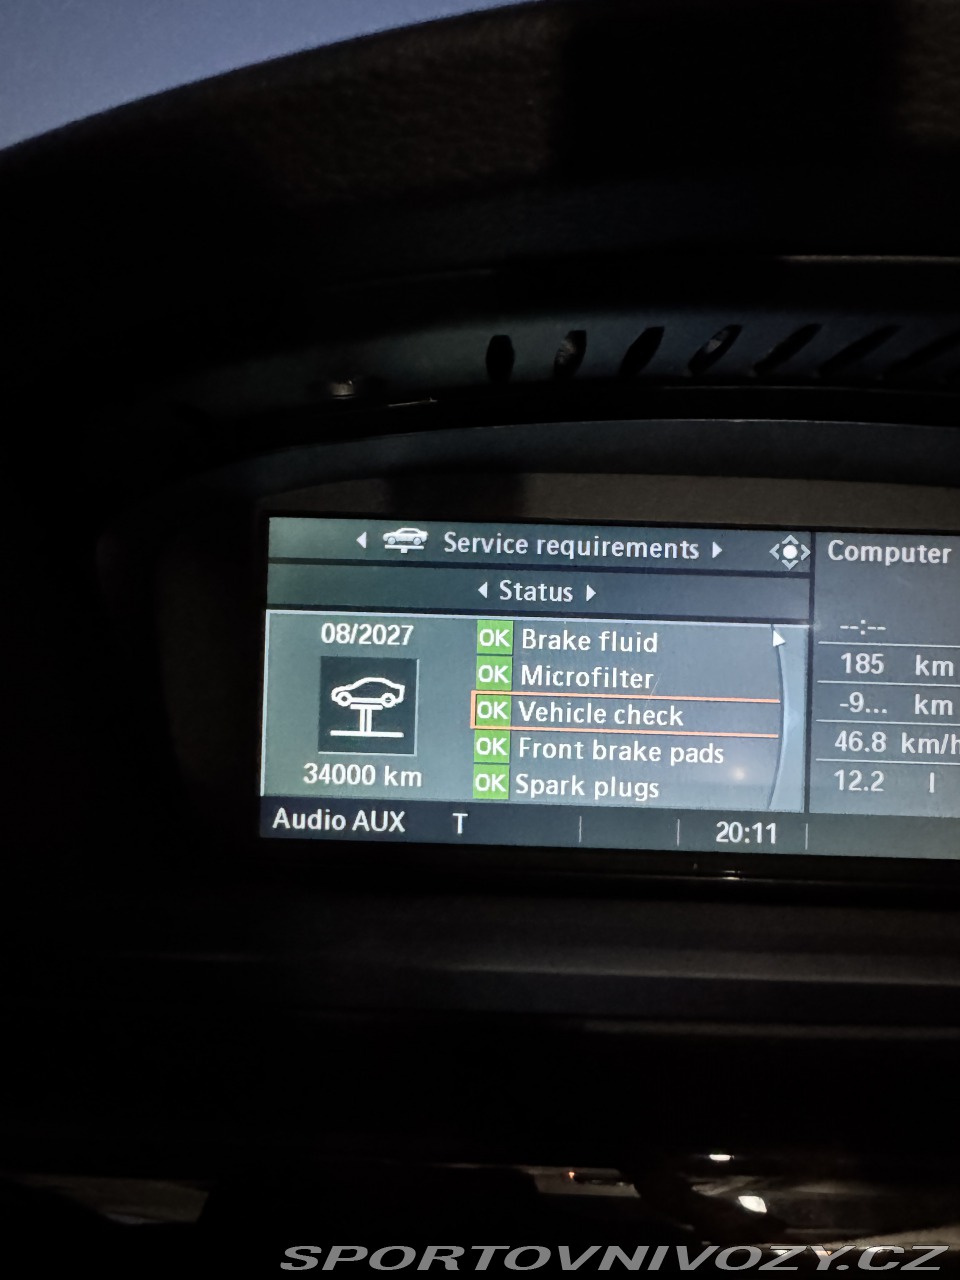 Service requirements
Status
08/2027
34000 km
OK Brake fluid
OK Microfilter
OK Vehicle check
OK Front brake pads
OK Spark plugs
Audio AUX T 20:11
Computer
--:--
185 km
-9... km
46.8 km/h
12.2 l
SPORTOVNIVOZY.CZ